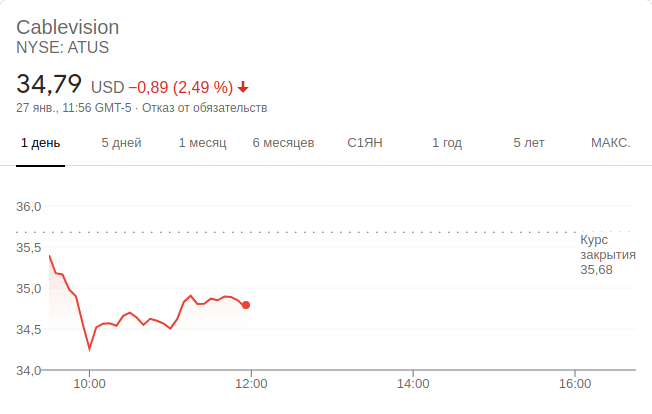 Cablevision
NYSE: ATUS
34,79 USD −0,89 (2,49 %)
27 янв., 11:56 GMT-5 · Отказ от обязательств
1 день 5 дней 1 месяц 6 месяцев С1ЯН 1 год 5 лет МАКС.
36,0
35,5
35,0
34,5
34,0
Курс
закрытия
35,68
10:00 12:00 14:00 16:00